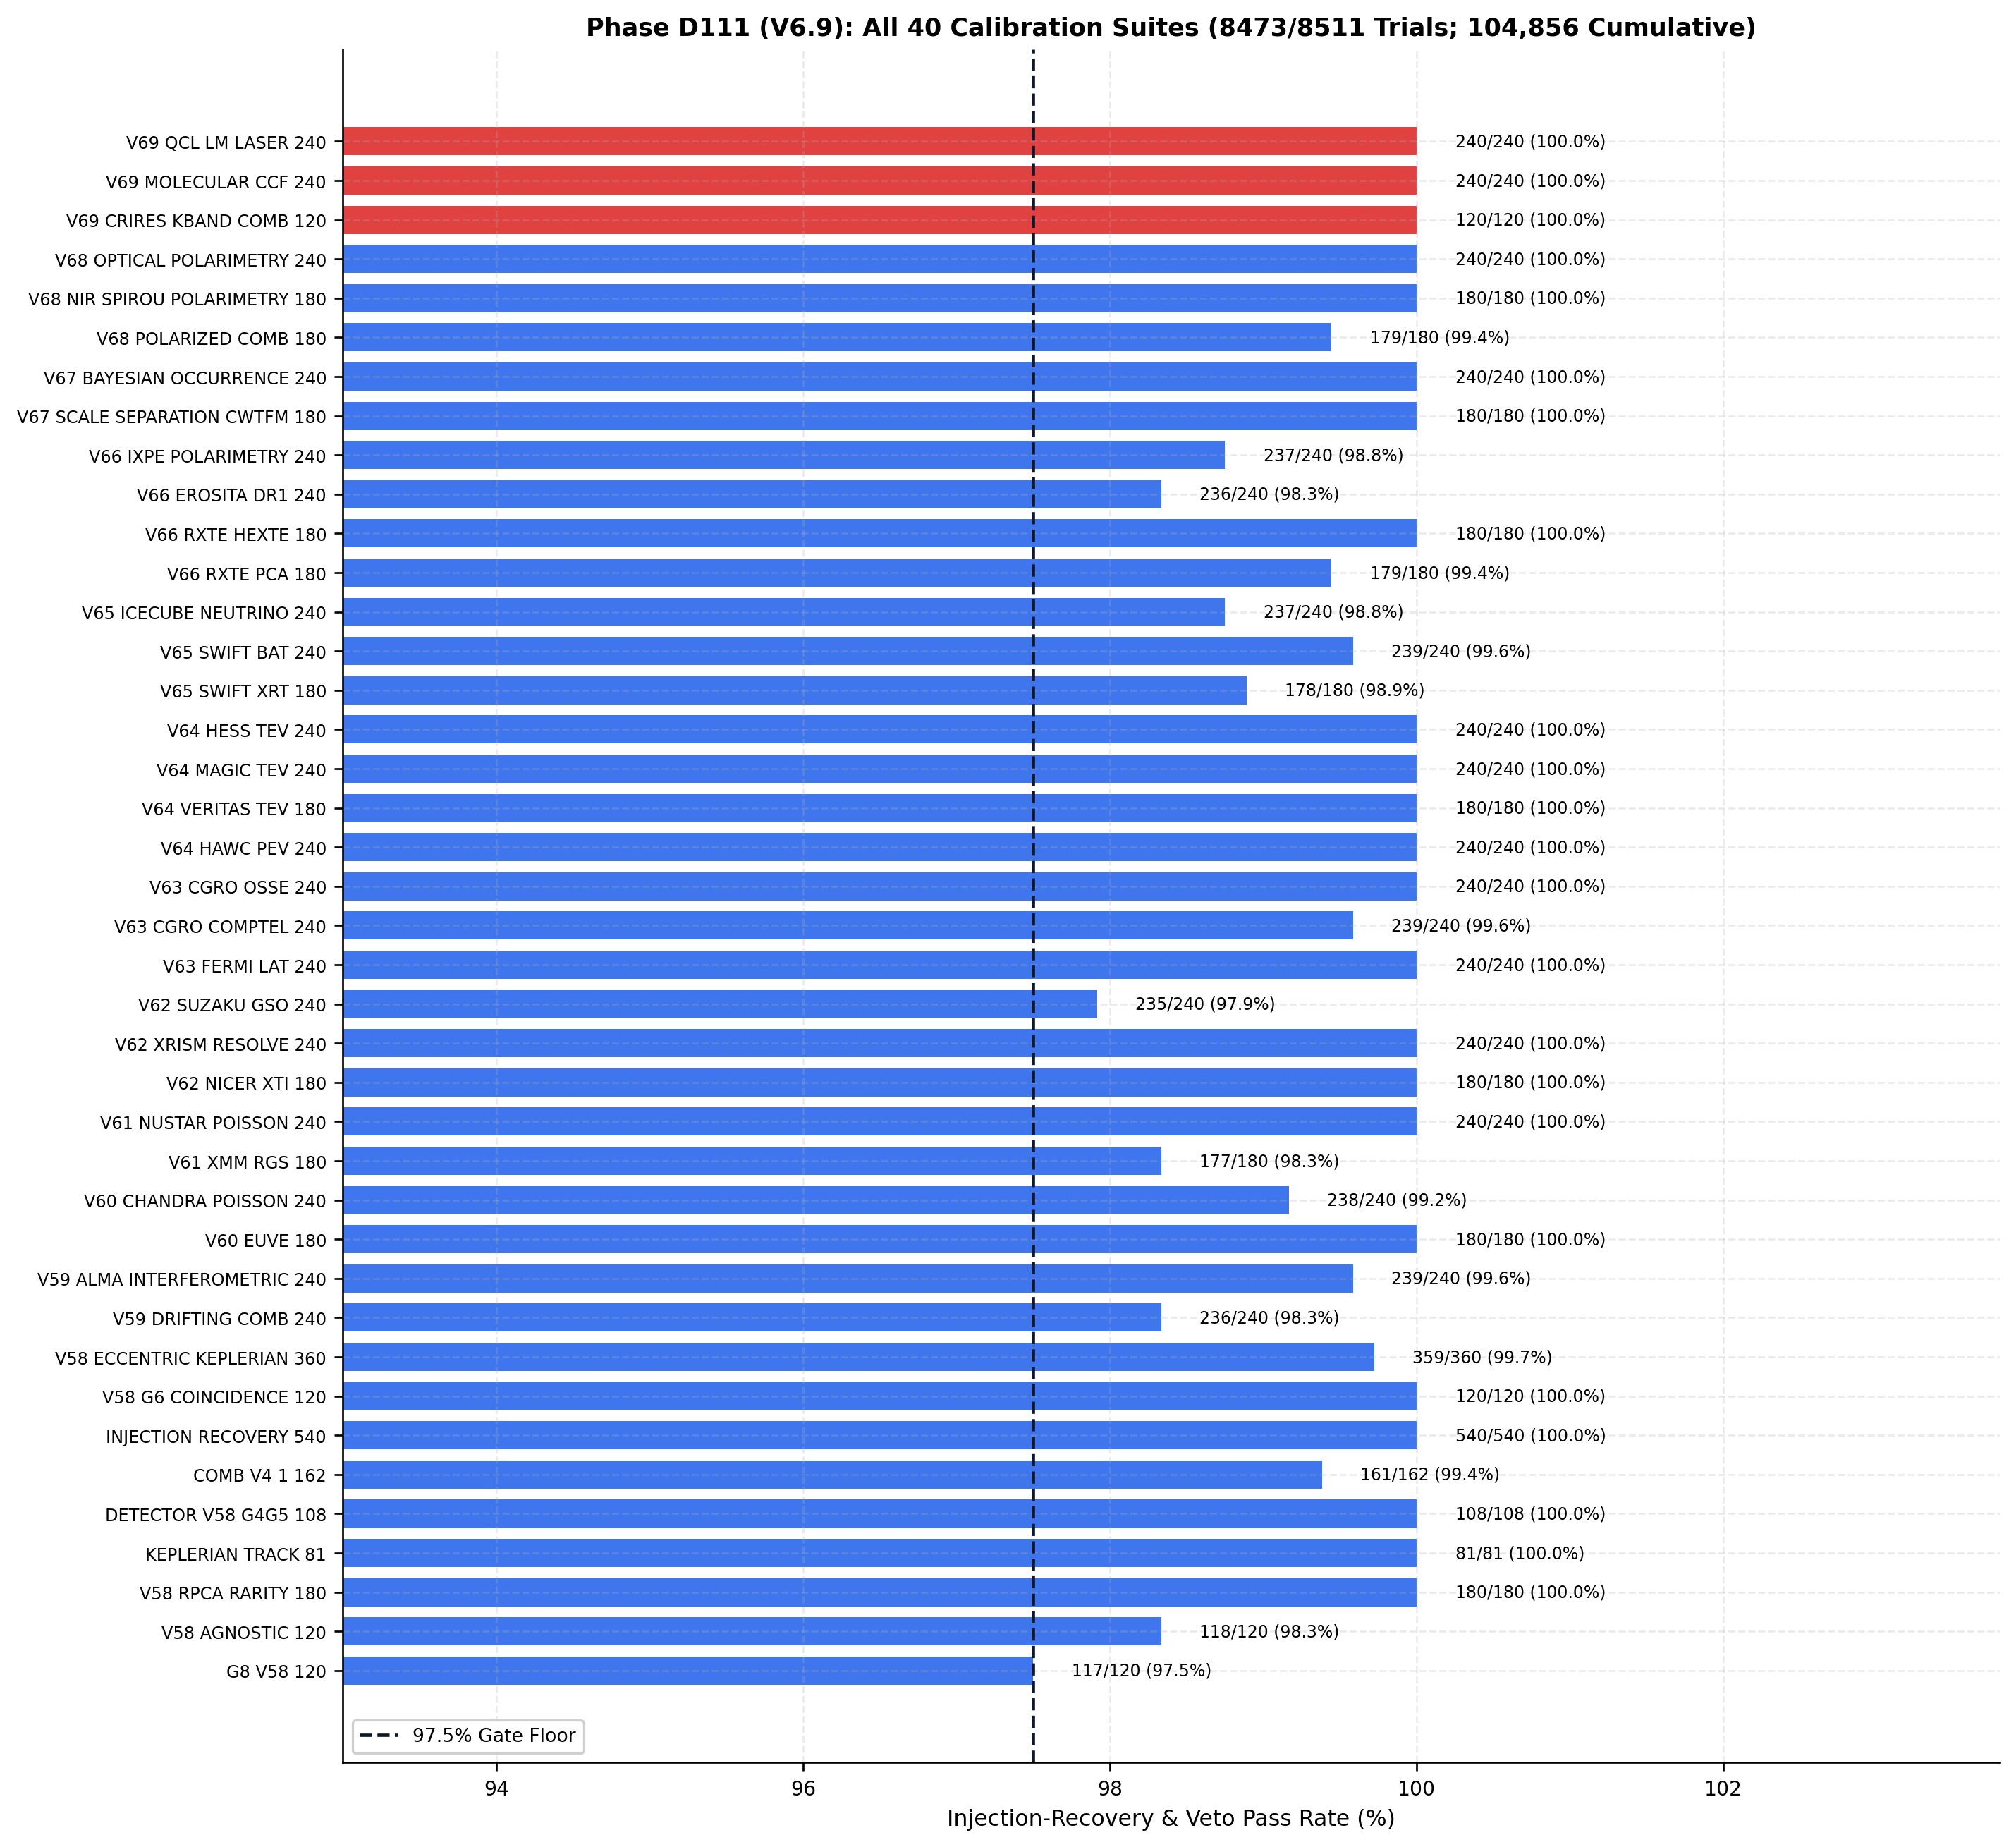 Phase D111 (V6.9): All 40 Calibration Suites (8473/8511 Trials; 104,856 Cumulative)
V69 QCL LM LASER 240 240/240 (100.0%)
V69 MOLECULAR CCF 240 240/240 (100.0%)
V69 CRIRES KBAND COMB 120 120/120 (100.0%)
V68 OPTICAL POLARIMETRY 240 240/240 (100.0%)
V68 NIR SPIROU POLARIMETRY 180 180/180 (100.0%)
V68 POLARIZED COMB 180 179/180 (99.4%)
V67 BAYESIAN OCCURRENCE 240 240/240 (100.0%)
V67 SCALE SEPARATION CWTFM 180 180/180 (100.0%)
V66 IXPE POLARIMETRY 240 237/240 (98.8%)
V66 EROSITA DR1 240 236/240 (98.3%)
V66 RXTE HEXTE 180 180/180 (100.0%)
V66 RXTE PCA 180 179/180 (99.4%)
V65 ICECUBE NEUTRINO 240 237/240 (98.8%)
V65 SWIFT BAT 240 239/240 (99.6%)
V65 SWIFT XRT 180 178/180 (98.9%)
V64 HESS TEV 240 240/240 (100.0%)
V64 MAGIC TEV 240 240/240 (100.0%)
V64 VERITAS TEV 180 180/180 (100.0%)
V64 HAWC PEV 240 240/240 (100.0%)
V63 CGRO OSSE 240 240/240 (100.0%)
V63 CGRO COMPTEL 240 239/240 (99.6%)
V63 FERMI LAT 240 240/240 (100.0%)
V62 SUZAKU GSO 240 235/240 (97.9%)
V62 XRISM RESOLVE 240 240/240 (100.0%)
V62 NICER XTI 180 180/180 (100.0%)
V61 NUSTAR POISSON 240 240/240 (100.0%)
V61 XMM RGS 180 177/180 (98.3%)
V60 CHANDRA POISSON 240 238/240 (99.2%)
V60 EUVE 180 180/180 (100.0%)
V59 ALMA INTERFEROMETRIC 240 239/240 (99.6%)
V59 DRIFTING COMB 240 236/240 (98.3%)
V58 ECCENTRIC KEPLERIAN 360 359/360 (99.7%)
V58 G6 COINCIDENCE 120 120/120 (100.0%)
INJECTION RECOVERY 540 540/540 (100.0%)
COMB V4 1 162 161/162 (99.4%)
DETECTOR V58 G4G5 108 108/108 (100.0%)
KEPLERIAN TRACK 81 81/81 (100.0%)
V58 RPCA RARITY 180 180/180 (100.0%)
V58 AGNOSTIC 120 118/120 (98.3%)
G8 V58 120 117/120 (97.5%)
97.5% Gate Floor
94 96 98 100 102
Injection-Recovery & Veto Pass Rate (%)